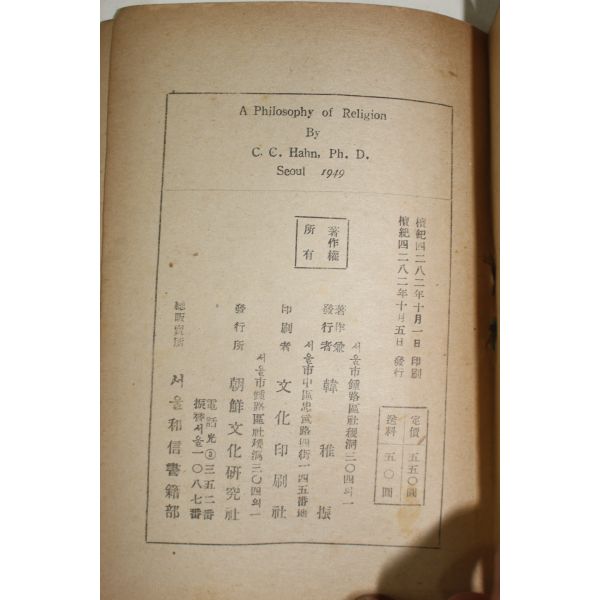 A Philosophy of Religion
By
C. C. Hahn, Ph. D.
Seoul 1949
檀紀四二八二年十月一日 印刷
檀紀四二八二年十月五日 發行
定價 五五〇圓
送料 五〇圓
著作權
所有
서울市鍾路區社稷洞三〇四의一
著作兼
發行者 韓稚振
서울市中區忠武路四街一四五番地
印刷者 文化印刷社
서울市鍾路區社稷洞三〇四의一
發行所 朝鮮文化硏究社
電話光③三五二番
振替서울一〇八七番
總販賣所 서울和信書籍部